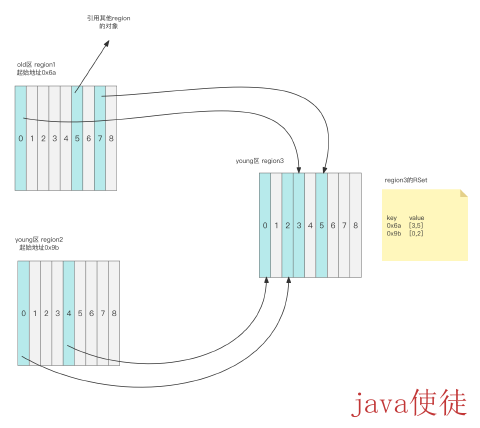 引用其他region
的对象
old区 region1
起始地址0x6a
0 1 2 3 4 5 6 7 8
young区 region3
0 1 2 3 4 5 6 7 8
region3的RSet
key value
0x6a [3,5]
0x9b [0,2]
young区 region2
起始地址0x9b
0 1 2 3 4 5 6 7 8
java使徒